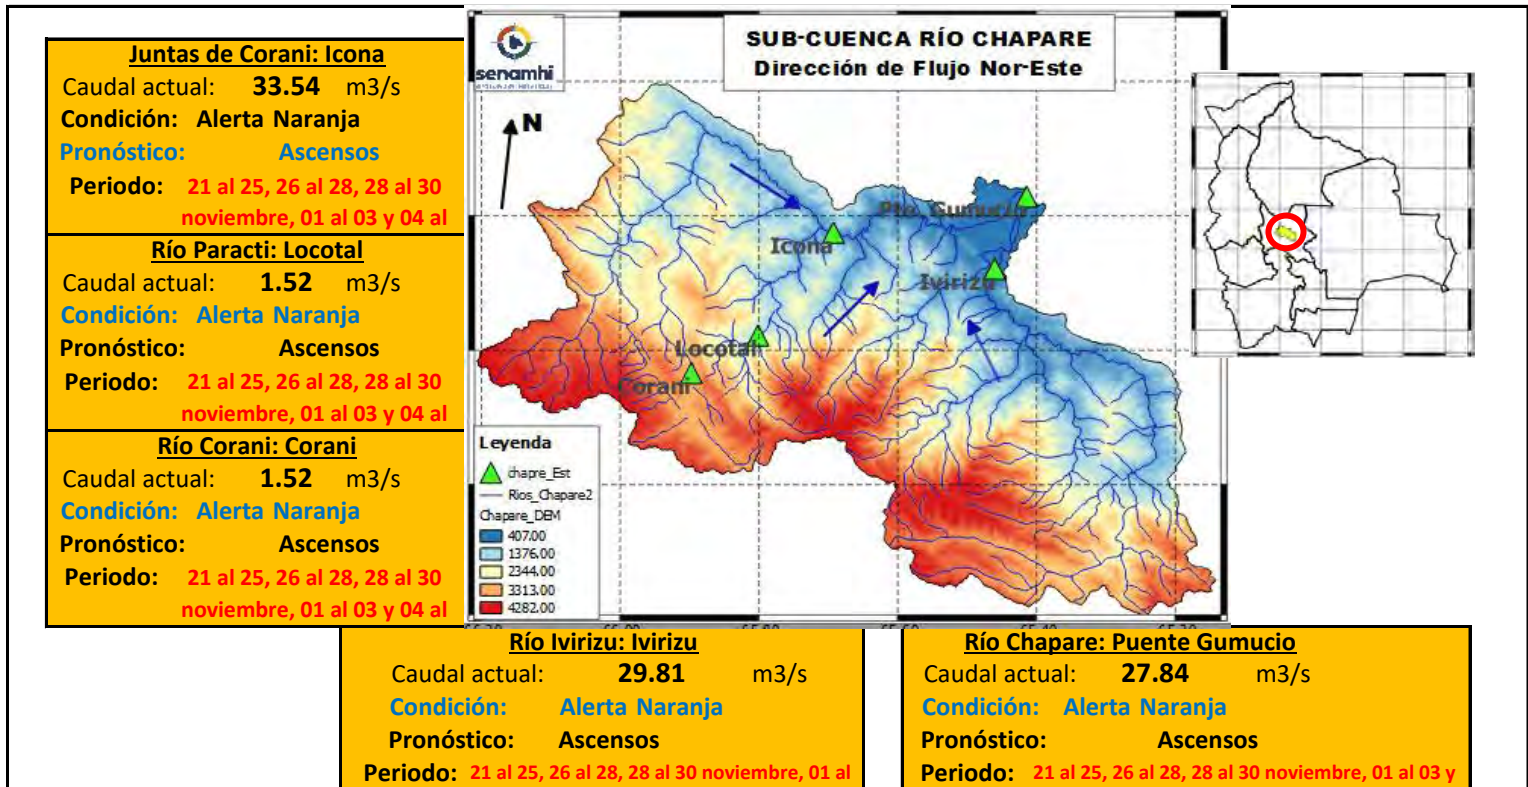 Juntas de Corani: Icona
Caudal actual: 33.54 m3/s
Condición: Alerta Naranja
Pronóstico: Ascensos
Periodo: 21 al 25, 26 al 28, 28 al 30
noviembre, 01 al 03 y 04 al
Río Paracti: Locotal
Caudal actual: 1.52 m3/s
Condición: Alerta Naranja
Pronóstico: Ascensos
Periodo: 21 al 25, 26 al 28, 28 al 30
noviembre, 01 al 03 y 04 al
Río Corani: Corani
Caudal actual: 1.52 m3/s
Condición: Alerta Naranja
Pronóstico: Ascensos
Periodo: 21 al 25, 26 al 28, 28 al 30
noviembre, 01 al 03 y 04 al
senamhi
SUB-CUENCA RÍO CHAPARE
Dirección de Flujo Nor-Este
N
Pto. Gumucio
Icona
Ivirizu
Locotal
Corani
Leyenda
chapre_Est
Rios_Chapare2
Chapare_DEM
407.00
1376.00
2344.00
3313.00
4282.00
Río Ivirizu: Ivirizu
Caudal actual: 29.81 m3/s
Condición: Alerta Naranja
Pronóstico: Ascensos
Periodo: 21 al 25, 26 al 28, 28 al 30 noviembre, 01 al
Río Chapare: Puente Gumucio
Caudal actual: 27.84 m3/s
Condición: Alerta Naranja
Pronóstico: Ascensos
Periodo: 21 al 25, 26 al 28, 28 al 30 noviembre, 01 al 03 y